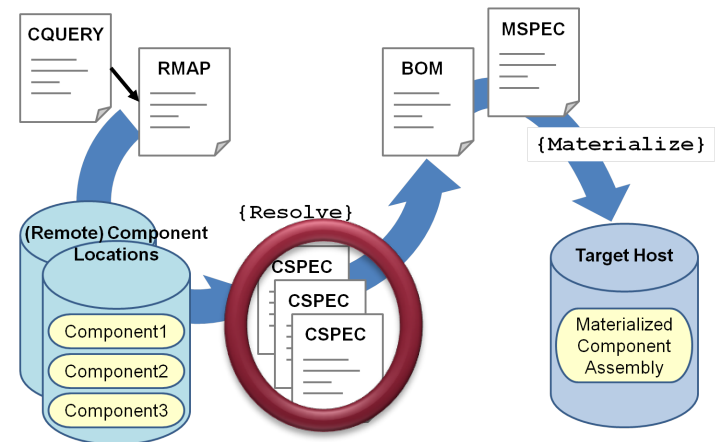 CQUERY
RMAP
BOM
MSPEC
{Materialize}
{Resolve}
(Remote) Component
Locations
Component1
Component2
Component3
CSPEC
CSPEC
CSPEC
Target Host
Materialized
Component
Assembly